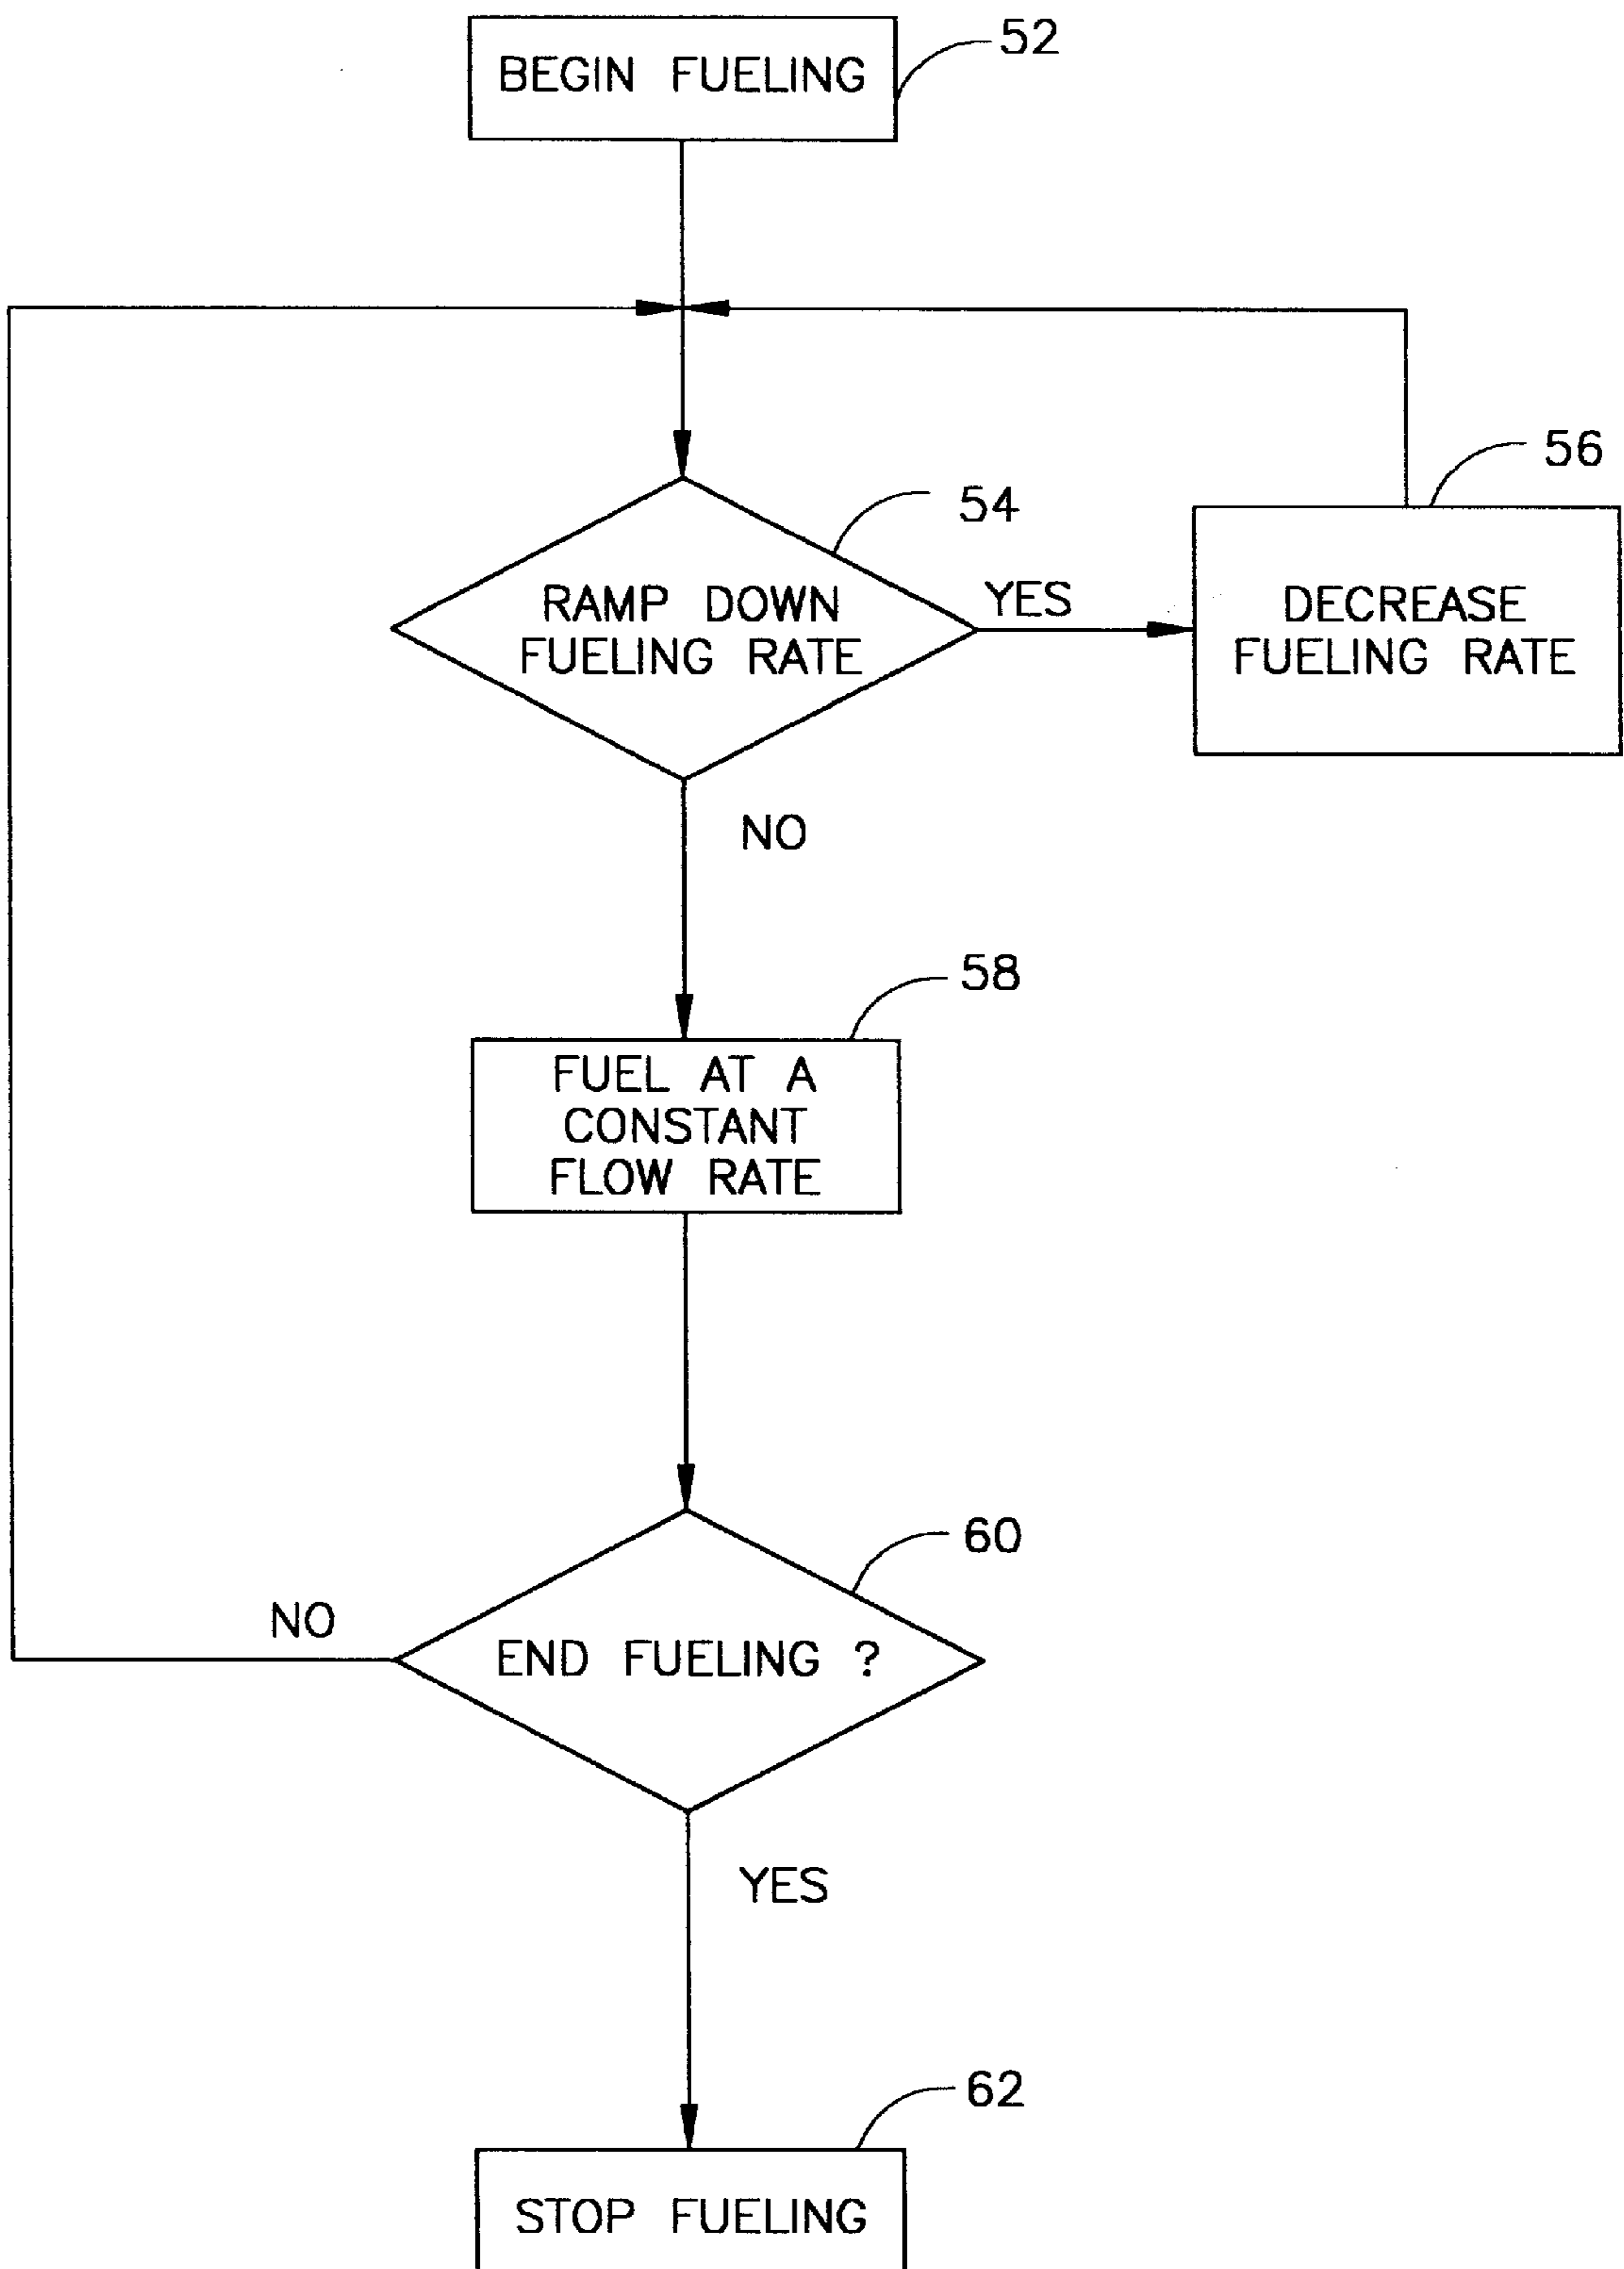 BEGIN FUELING
52
54
56
RAMP DOWN
FUELING RATE
YES
DECREASE
FUELING RATE
NO
58
FUEL AT A
CONSTANT
FLOW RATE
60
NO
END FUELING ?
YES
62
STOP FUELING